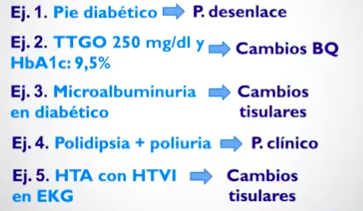 Ej. 1. Pie diabético P. desenlace
Ej. 2. TTGO 250 mg/dl y Cambios BQ
HbA1c: 9,5%
Ej. 3. Microalbuminuria Cambios
en diabético tisulares
Ej. 4. Polidipsia + poliuria P. clínico
Ej. 5. HTA con HTVI Cambios
en EKG tisulares